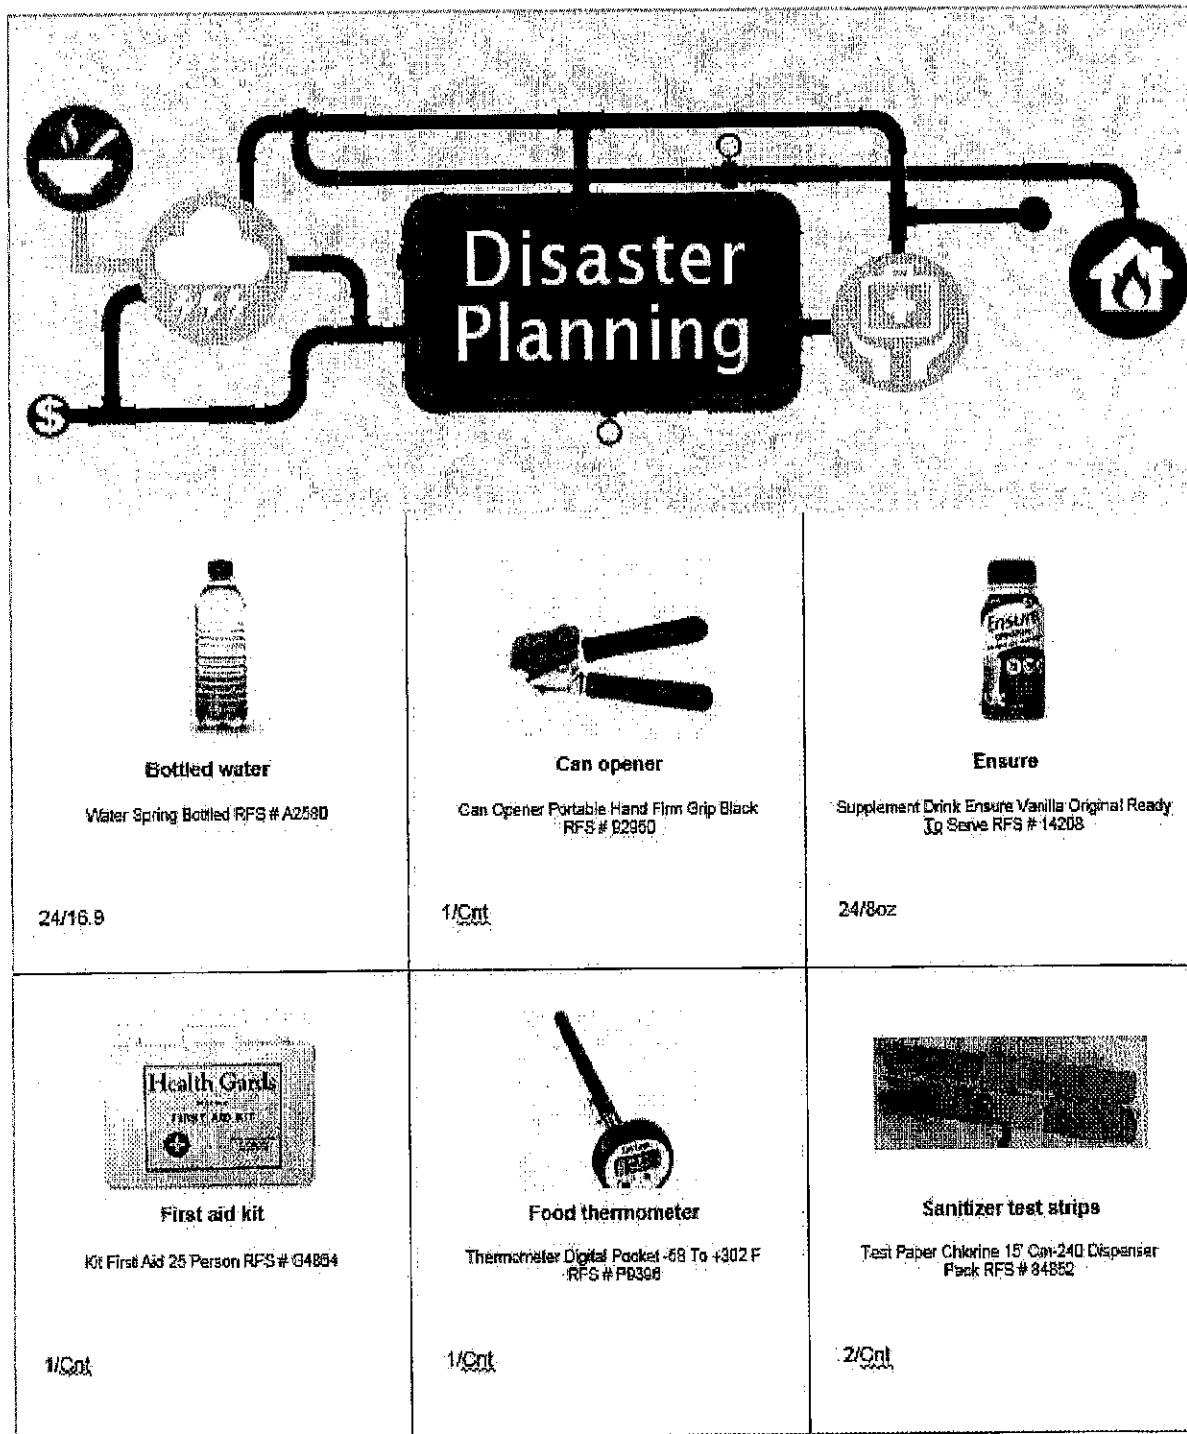 $
Disaster
Planning
Ensure
Bottled water
Water Spring Bottled RFS # A2580
24/16.9
Can opener
Can Opener Portable Hand Firm Grip Black
RFS # 92950
1/Cnt
Ensure
Supplement Drink Ensure Vanilla Original Ready
To Serve RFS # 14208
24/8oz
Health Gards
FIRST AID KIT
First aid kit
Kit First Aid 25 Person RFS # G4864
1/Cnt
Food thermometer
Thermometer Digital Pocket -58 To +302 F
RFS # P9396
1/Cnt
Sanitizer test strips
Test Paper Chlorine 15' Cm-240 Dispenser
Pack RFS # 84852
2/Cnt